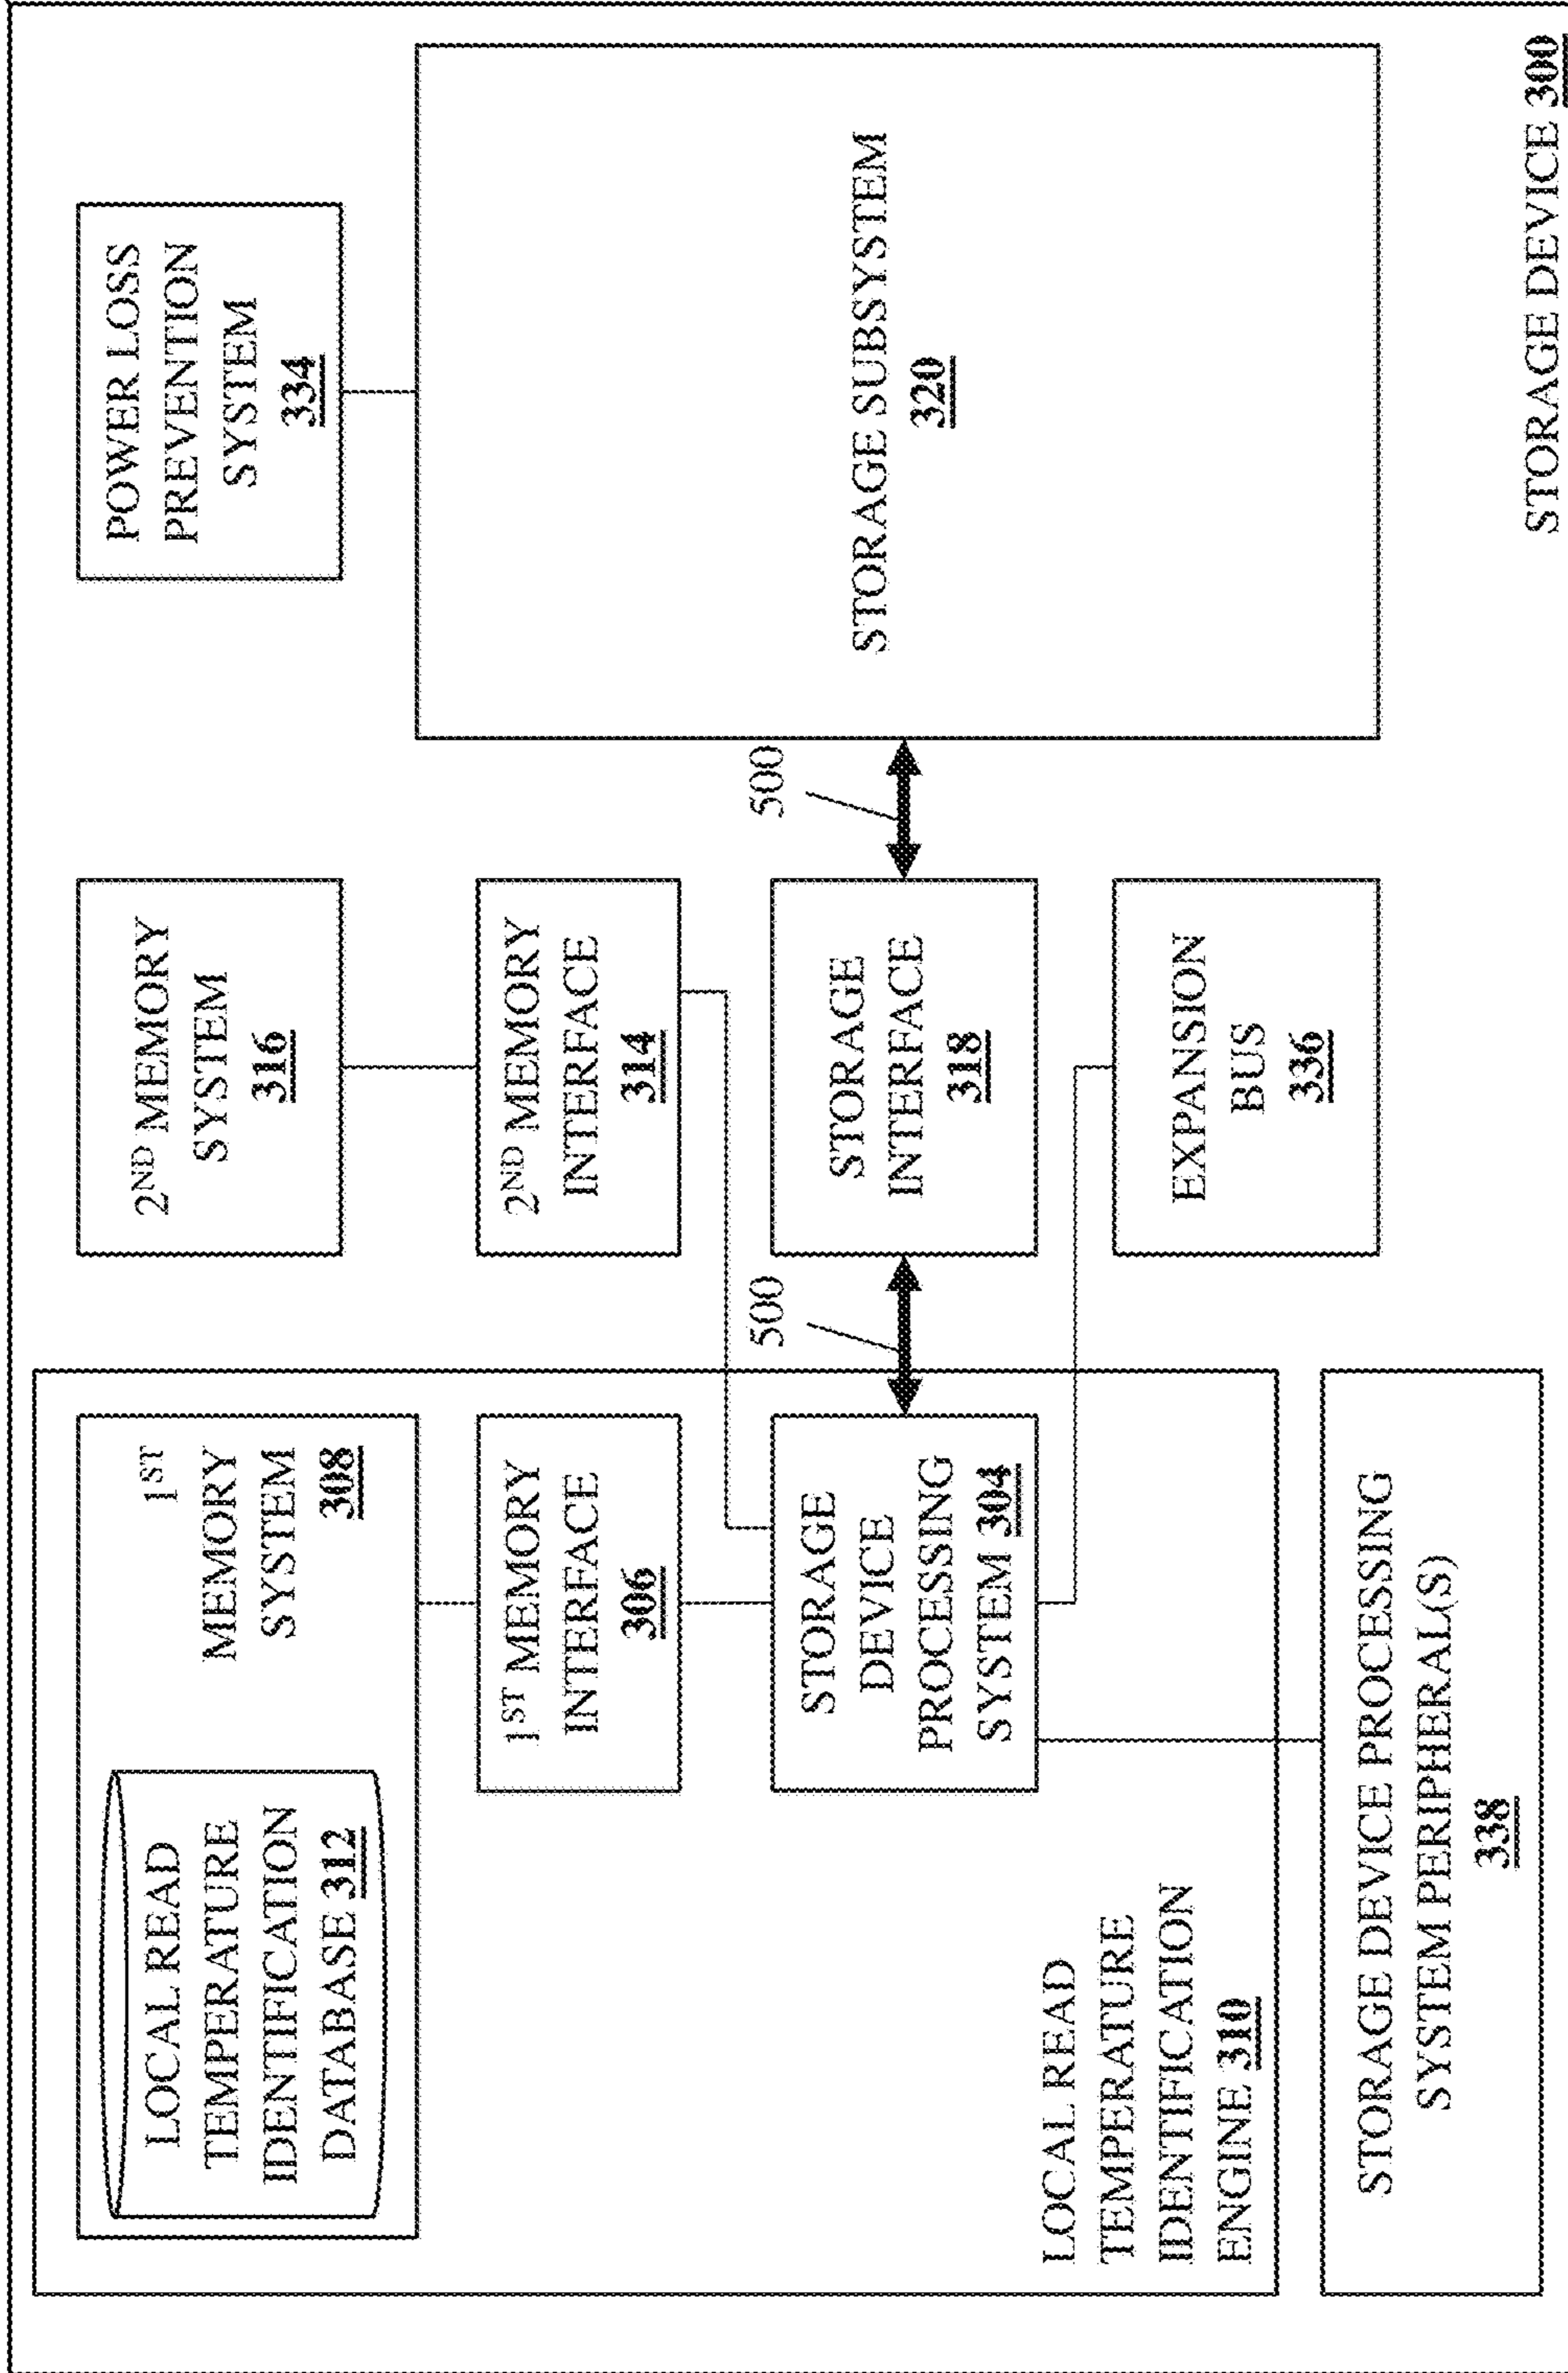 LOCAL READ
TEMPERATURE
IDENTIFICATION
DATABASE 312
1ST
MEMORY
SYSTEM
308
1ST MEMORY
INTERFACE
306
STORAGE
DEVICE
PROCESSING
SYSTEM 304
LOCAL READ
TEMPERATURE
IDENTIFICATION
ENGINE 310
STORAGE DEVICE PROCESSING
SYSTEM PERIPHERAL(S)
338
2ND MEMORY
SYSTEM
316
2ND MEMORY
INTERFACE
314
500
STORAGE
INTERFACE
318
500
EXPANSION
BUS
336
POWER LOSS
PREVENTION
SYSTEM
334
STORAGE SUBSYSTEM
320
STORAGE DEVICE 300